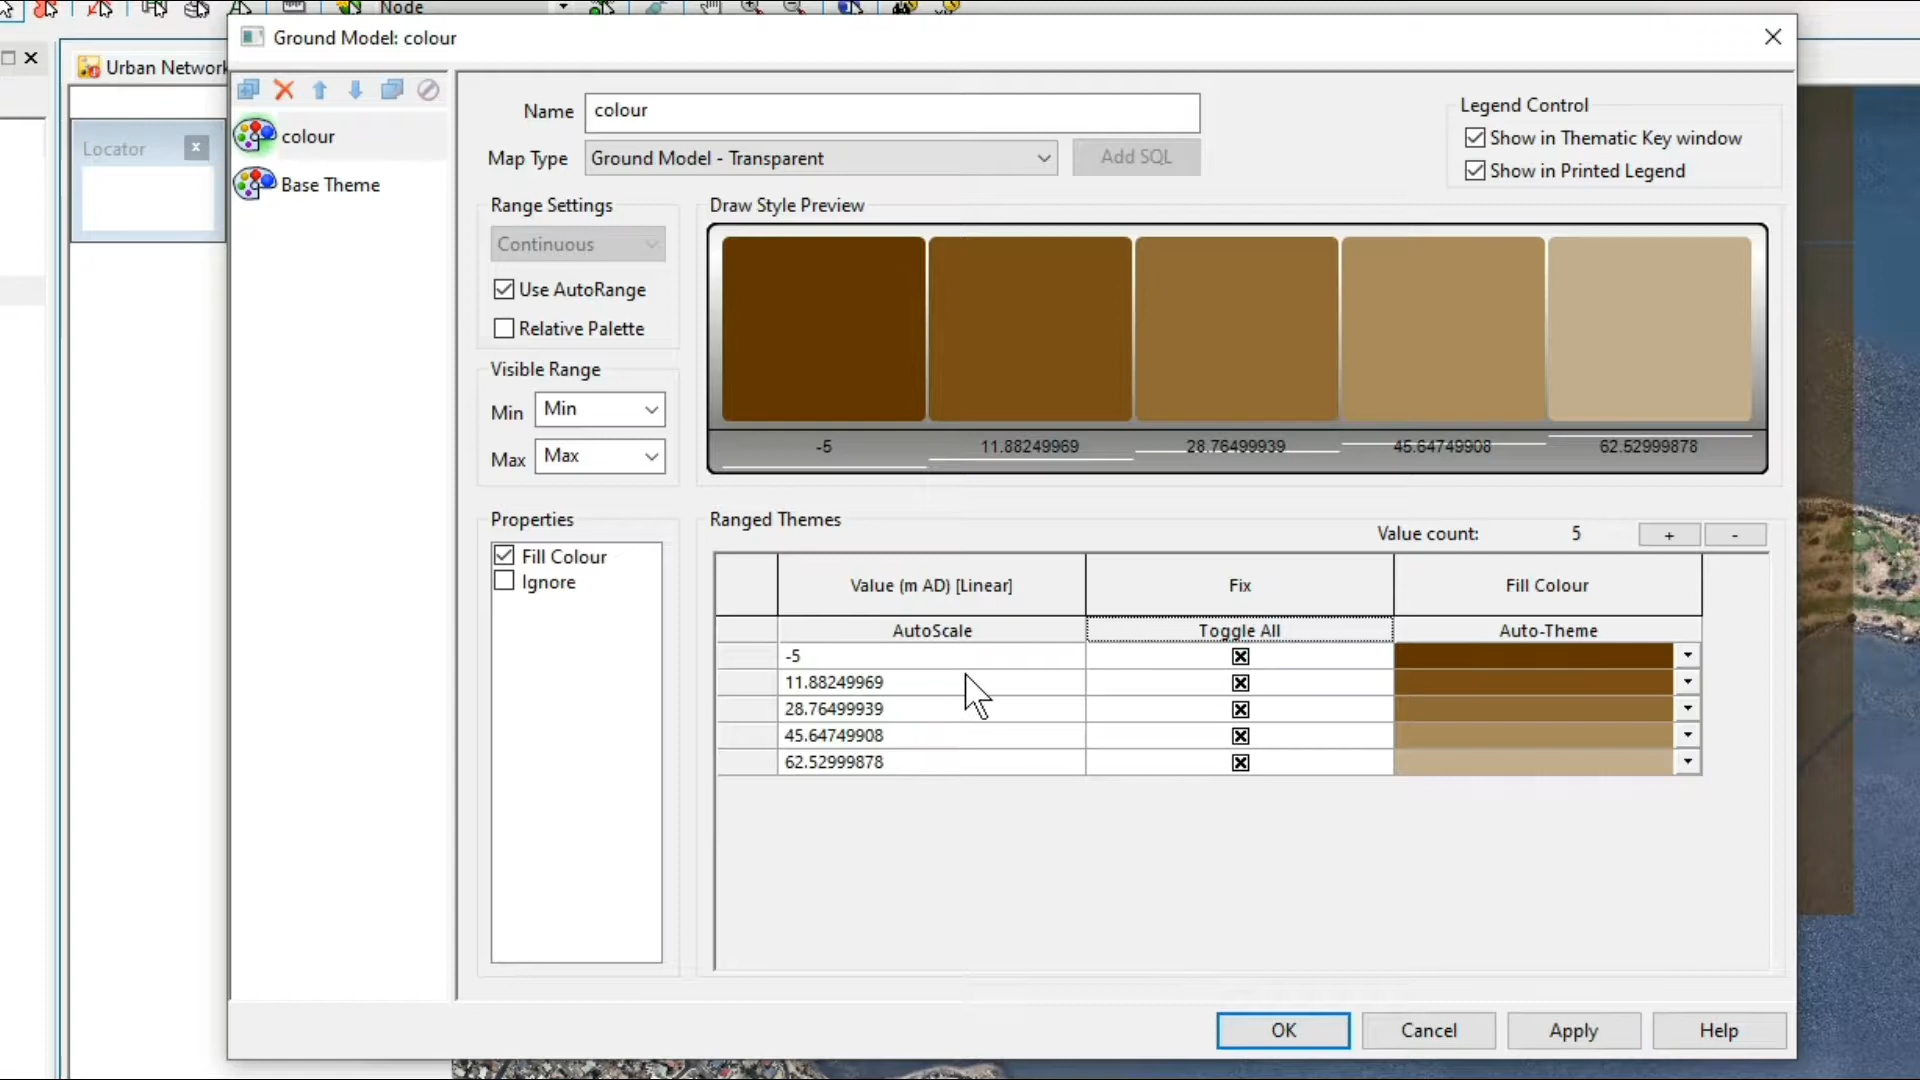 Node
Ground Model: colour
Urban Network
Locator
colour
Base Theme
Name
colour
Map Type
Ground Model - Transparent
Add SQL
Legend Control
Show in Thematic Key window
Show in Printed Legend
Range Settings
Continuous
Use AutoRange
Relative Palette
Visible Range
Min
Min
Max
Max
Draw Style Preview
-5 11.88249969 28.76499939 45.64749908 62.52999878
Properties
Fill Colour
Ignore
Ranged Themes
Value count: 5 + -
Value (m AD) [Linear] Fix Fill Colour
AutoScale Toggle All Auto-Theme
-5
11.88249969
28.76499939
45.64749908
62.52999878
OK Cancel Apply Help